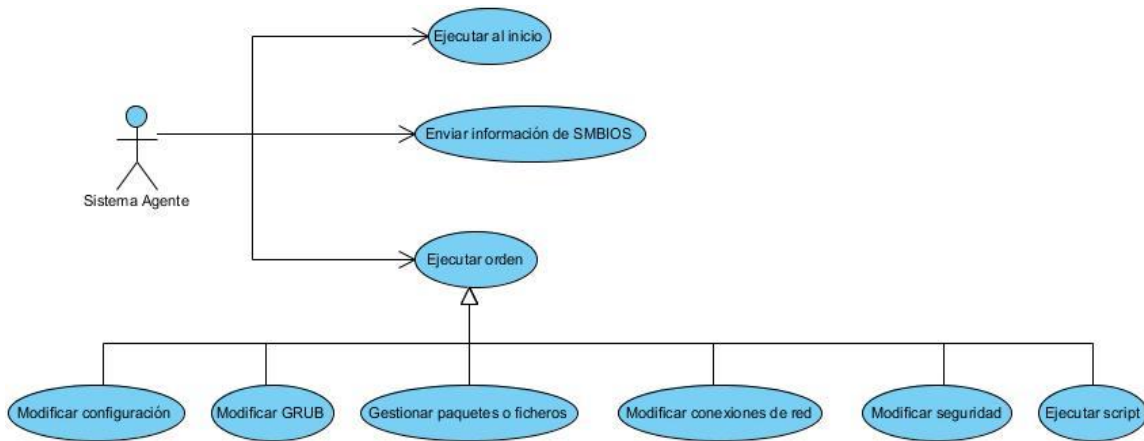 Ejecutar al inicio
Enviar información de SMBIOS
Sistema Agente
Ejecutar orden
Modificar configuración
Modificar GRUB
Gestionar paquetes o ficheros
Modificar conexiones de red
Modificar seguridad
Ejecutar script